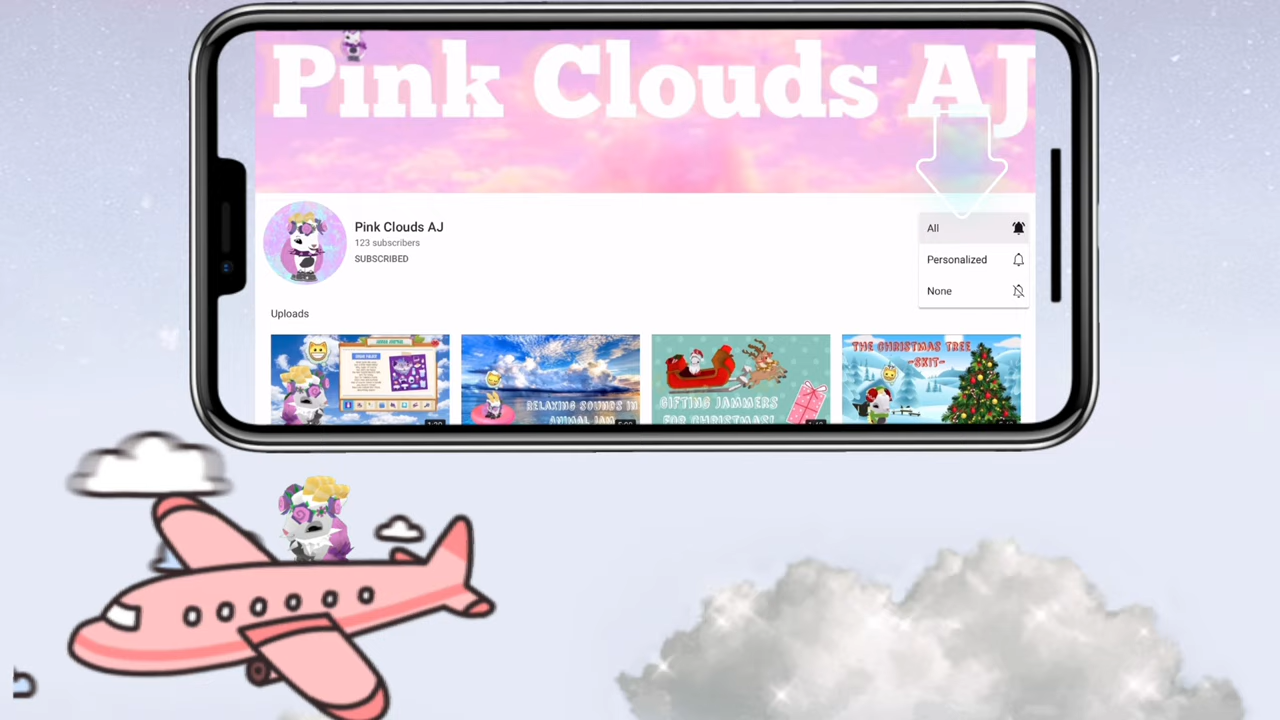 Pink Clouds AJ
Pink Clouds AJ
123 subscribers
SUBSCRIBED
All
Personalized
None
Uploads
RELAXING SOUNDS IN
ANIMAL JAM
GIFTING JAMMERS
FOR CHRISTMAS!
THE CHRISTMAS TREE
-SKIT-